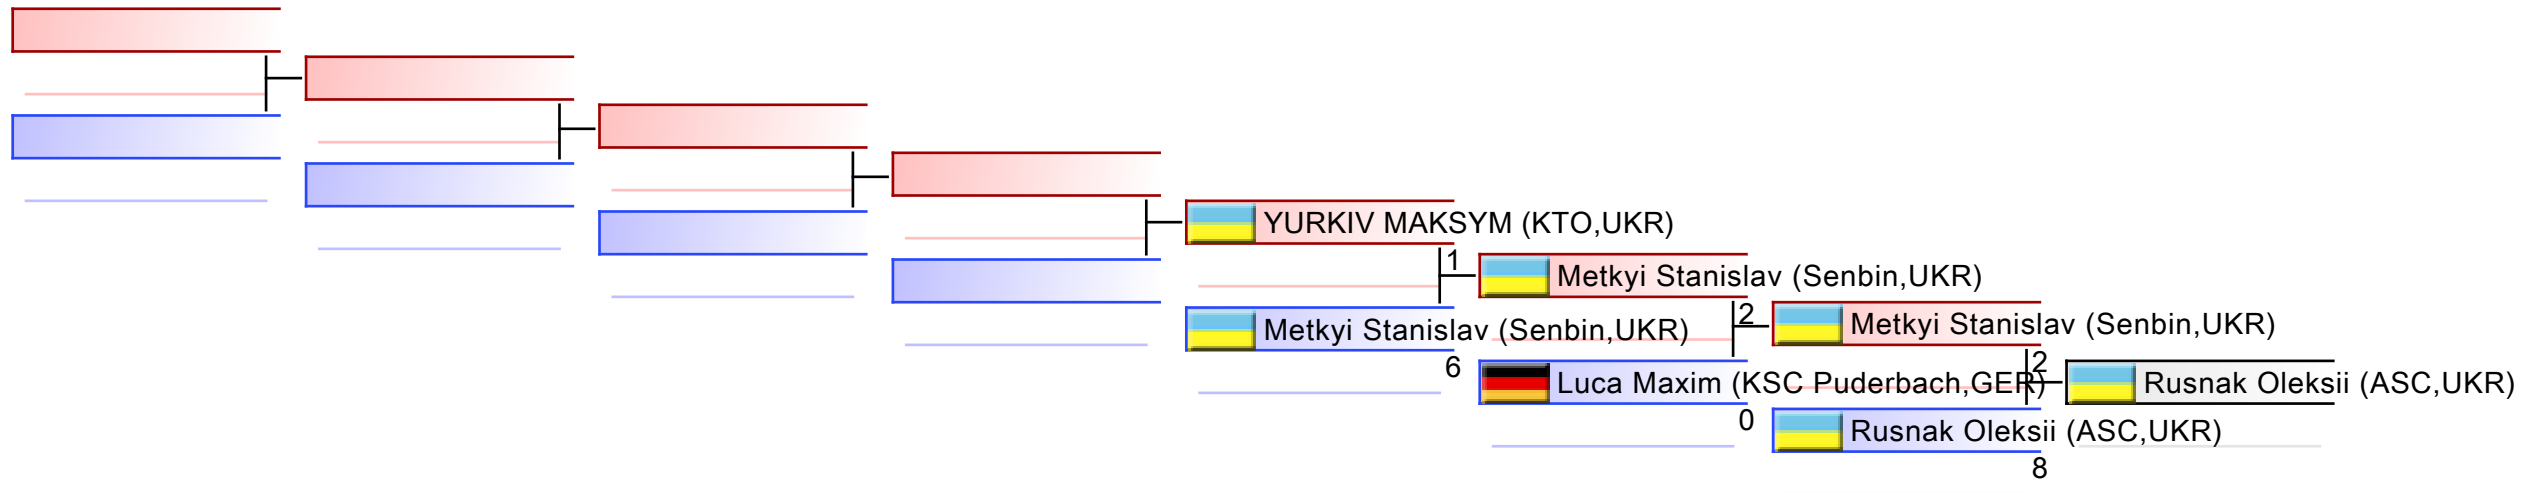 YURKIV MAKSYM (KTO,UKR)
1
Metkyi Stanislav (Senbin,UKR)
6
Metkyi Stanislav (Senbin,UKR)
2
Luca Maxim (KSC Puderbach,GER)
0
Metkyi Stanislav (Senbin,UKR)
2
Rusnak Oleksii (ASC,UKR)
8
Rusnak Oleksii (ASC,UKR)